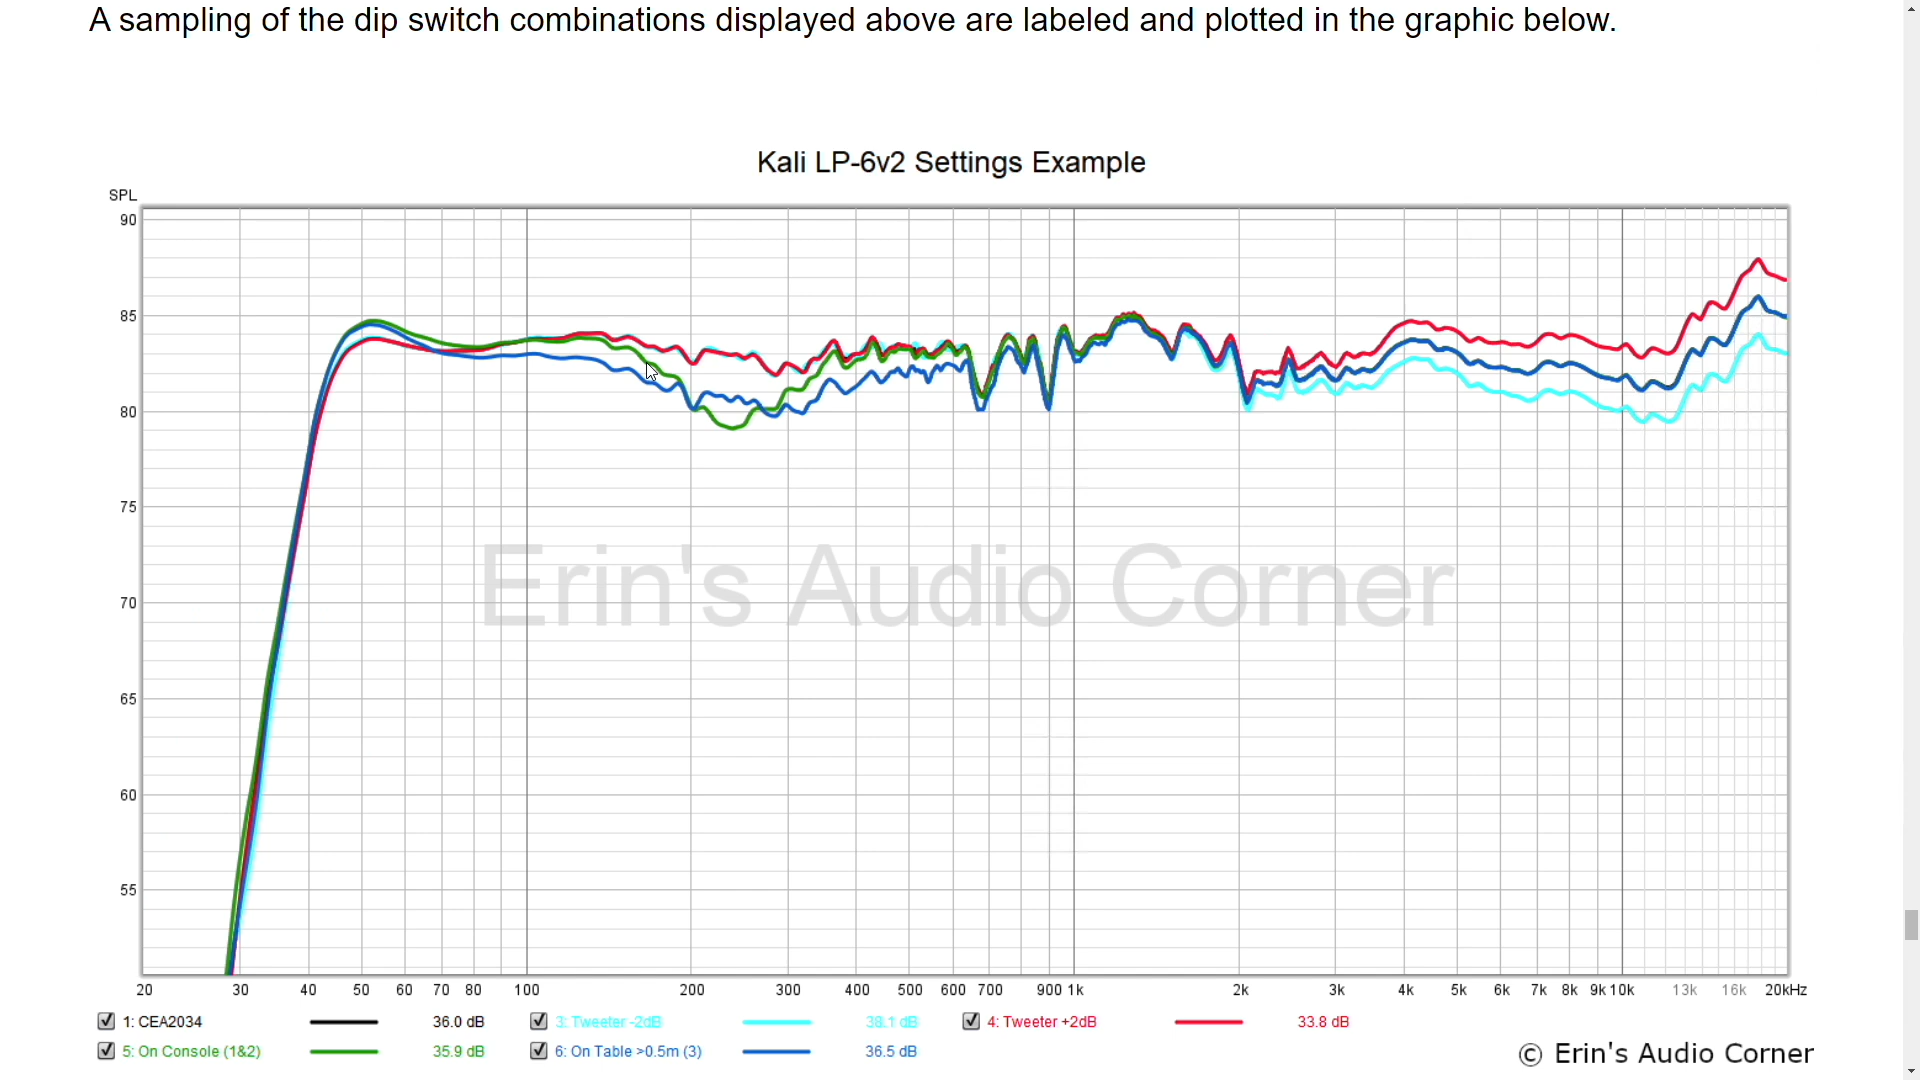 A sampling of the dip switch combinations displayed above are labeled and plotted in the graphic below.
Kali LP-6v2 Settings Example
SPL
90
85
80
75
70
65
60
55
Erin's Audio Corner
20 30 40 50 60 70 80 100 200 300 400 500 600 700 900 1k 2k 3k 4k 5k 6k 7k 8k 9k 10k 13k 16k 20kHz
1: CEA2034 36.0 dB 3: Tweeter -2dB 38.1 dB 4: Tweeter +2dB 33.8 dB
5: On Console (1&2) 35.9 dB 6: On Table >0.5m (3) 36.5 dB
© Erin's Audio Corner